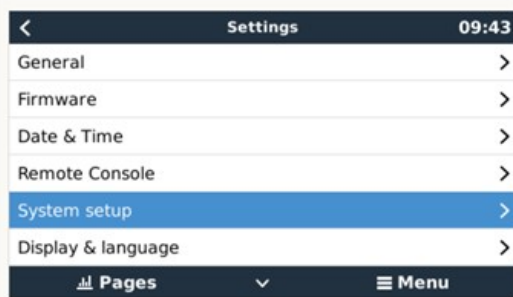 Settings 09:43
General
Firmware
Date & Time
Remote Console
System setup
Display & language
Pages Menu